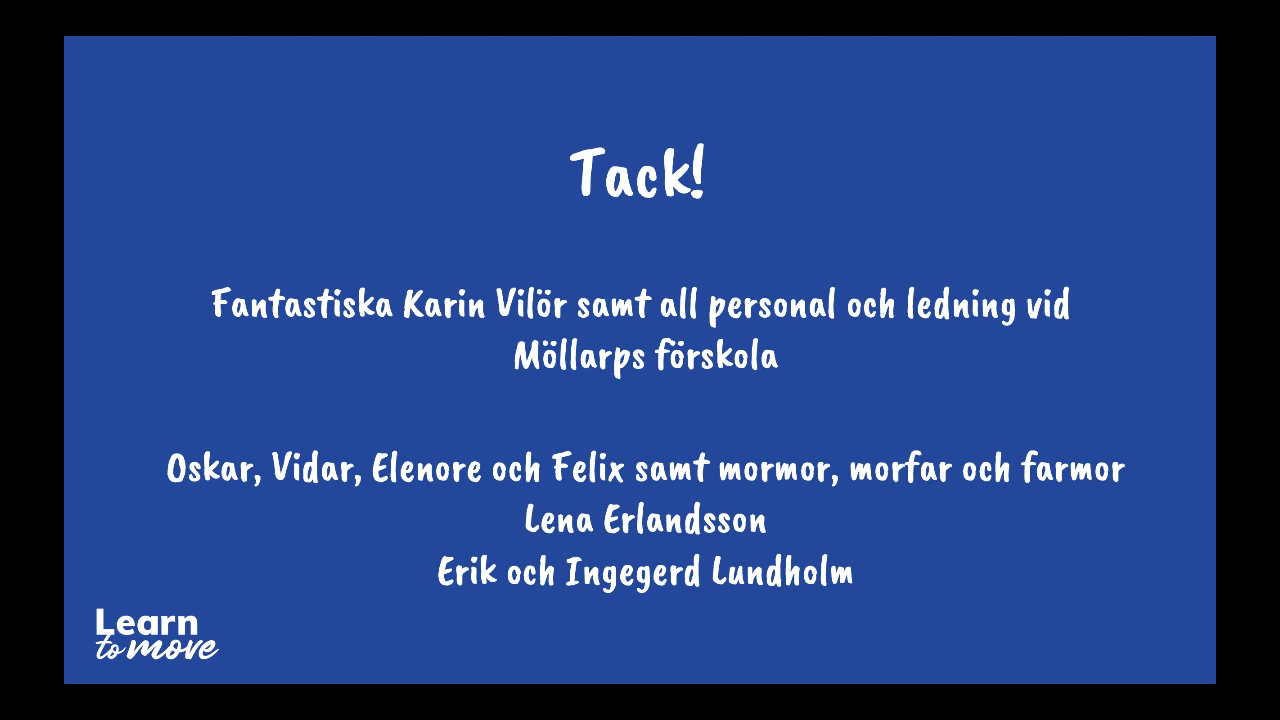 Tack!
Fantastiska Karin Vilör samt all personal och ledning vid
Möllarps förskola
Oskar, Vidar, Elenore och Felix samt mormor, morfar och farmor
Lena Erlandsson
Erik och Ingegerd Lundholm
Learn
to move